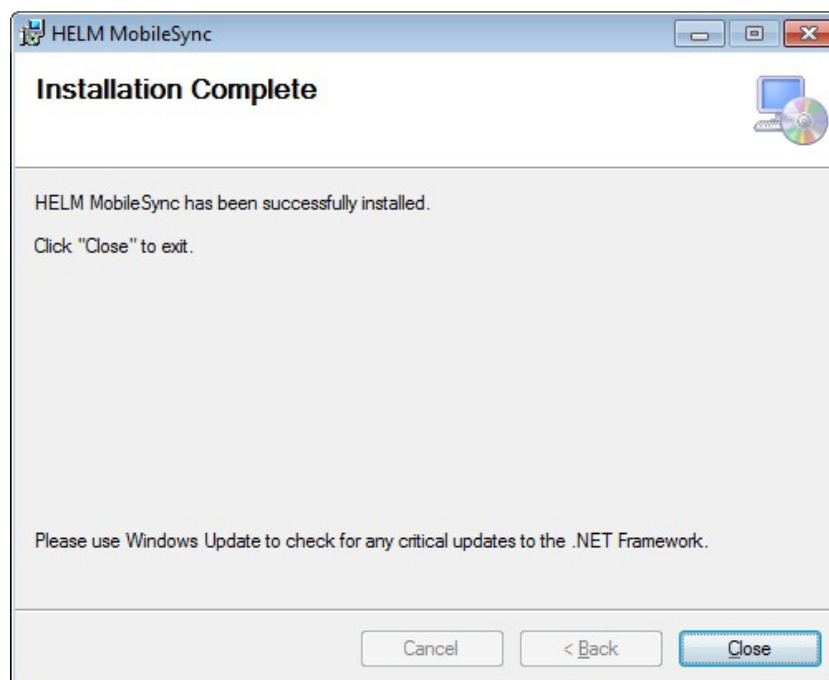 HELM MobileSync
Installation Complete
HELM MobileSync has been successfully installed.
Click "Close" to exit.
Please use Windows Update to check for any critical updates to the .NET Framework.
Cancel
< Back
Close